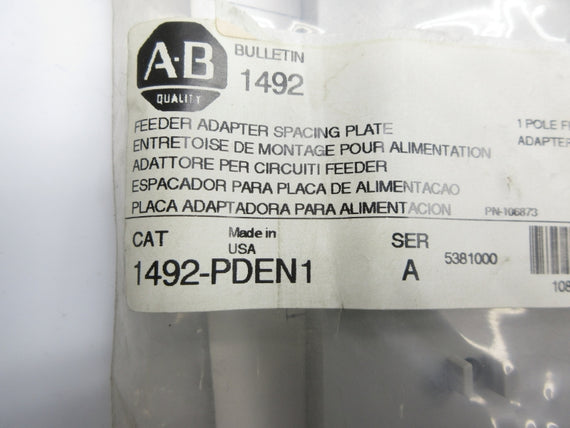 A-B
QUALITY
BULLETIN
1492
FEEDER ADAPTER SPACING PLATE
ENTRETOISE DE MONTAGE POUR ALIMENTATION
ADATTORE PER CIRCUITI FEEDER
ESPACADOR PARA PLACA DE ALIMENTACAO
PLACA ADAPTADORA PARA ALIMENTACION
1 POLE
ADAPTER
PN-106873
CAT
Made in
USA
1492-PDEN1
SER
A
5381000
108